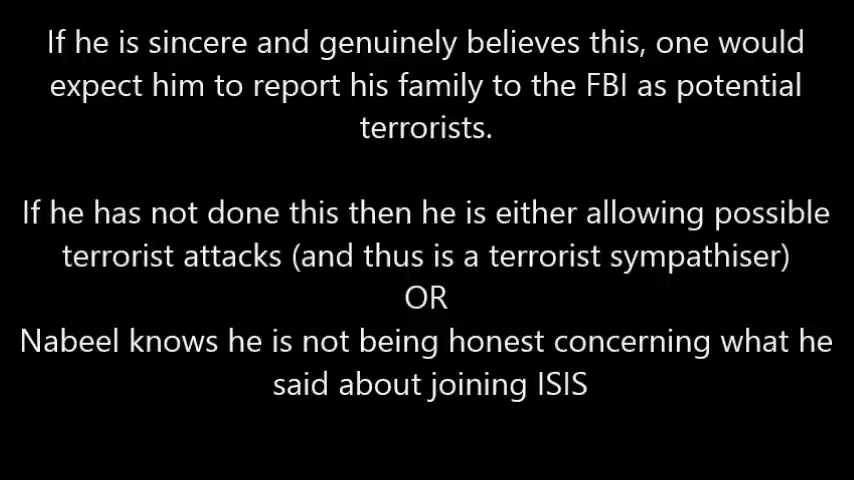 If he is sincere and genuinely believes this, one would
expect him to report his family to the FBI as potential
terrorists.
If he has not done this then he is either allowing possible
terrorist attacks (and thus is a terrorist sympathiser)
OR
Nabeel knows he is not being honest concerning what he
said about joining ISIS